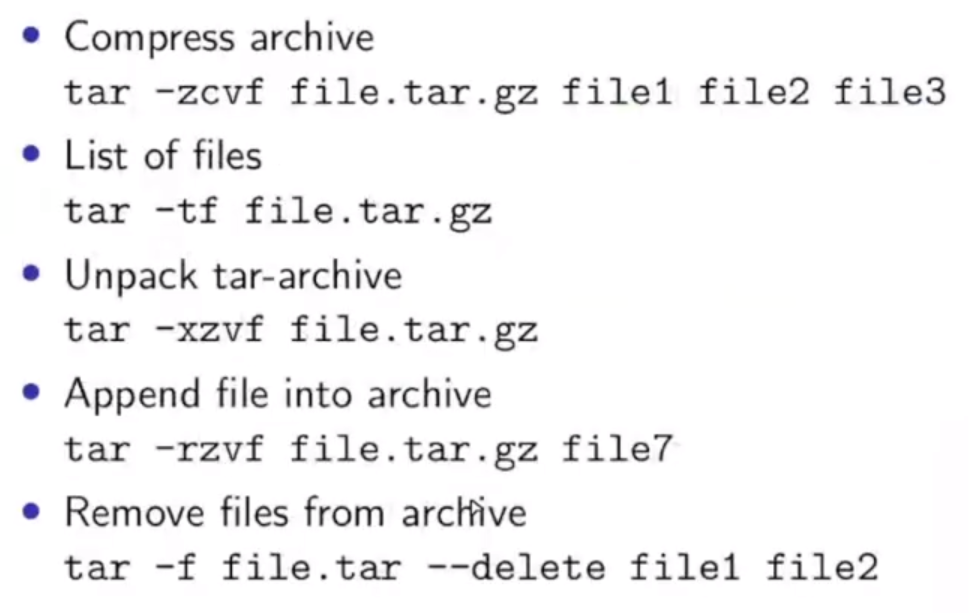 • Compress archive
tar -zcvf file.tar.gz file1 file2 file3
• List of files
tar -tf file.tar.gz
• Unpack tar-archive
tar -xzvf file.tar.gz
• Append file into archive
tar -rzvf file.tar.gz file7
• Remove files from archive
tar -f file.tar --delete file1 file2